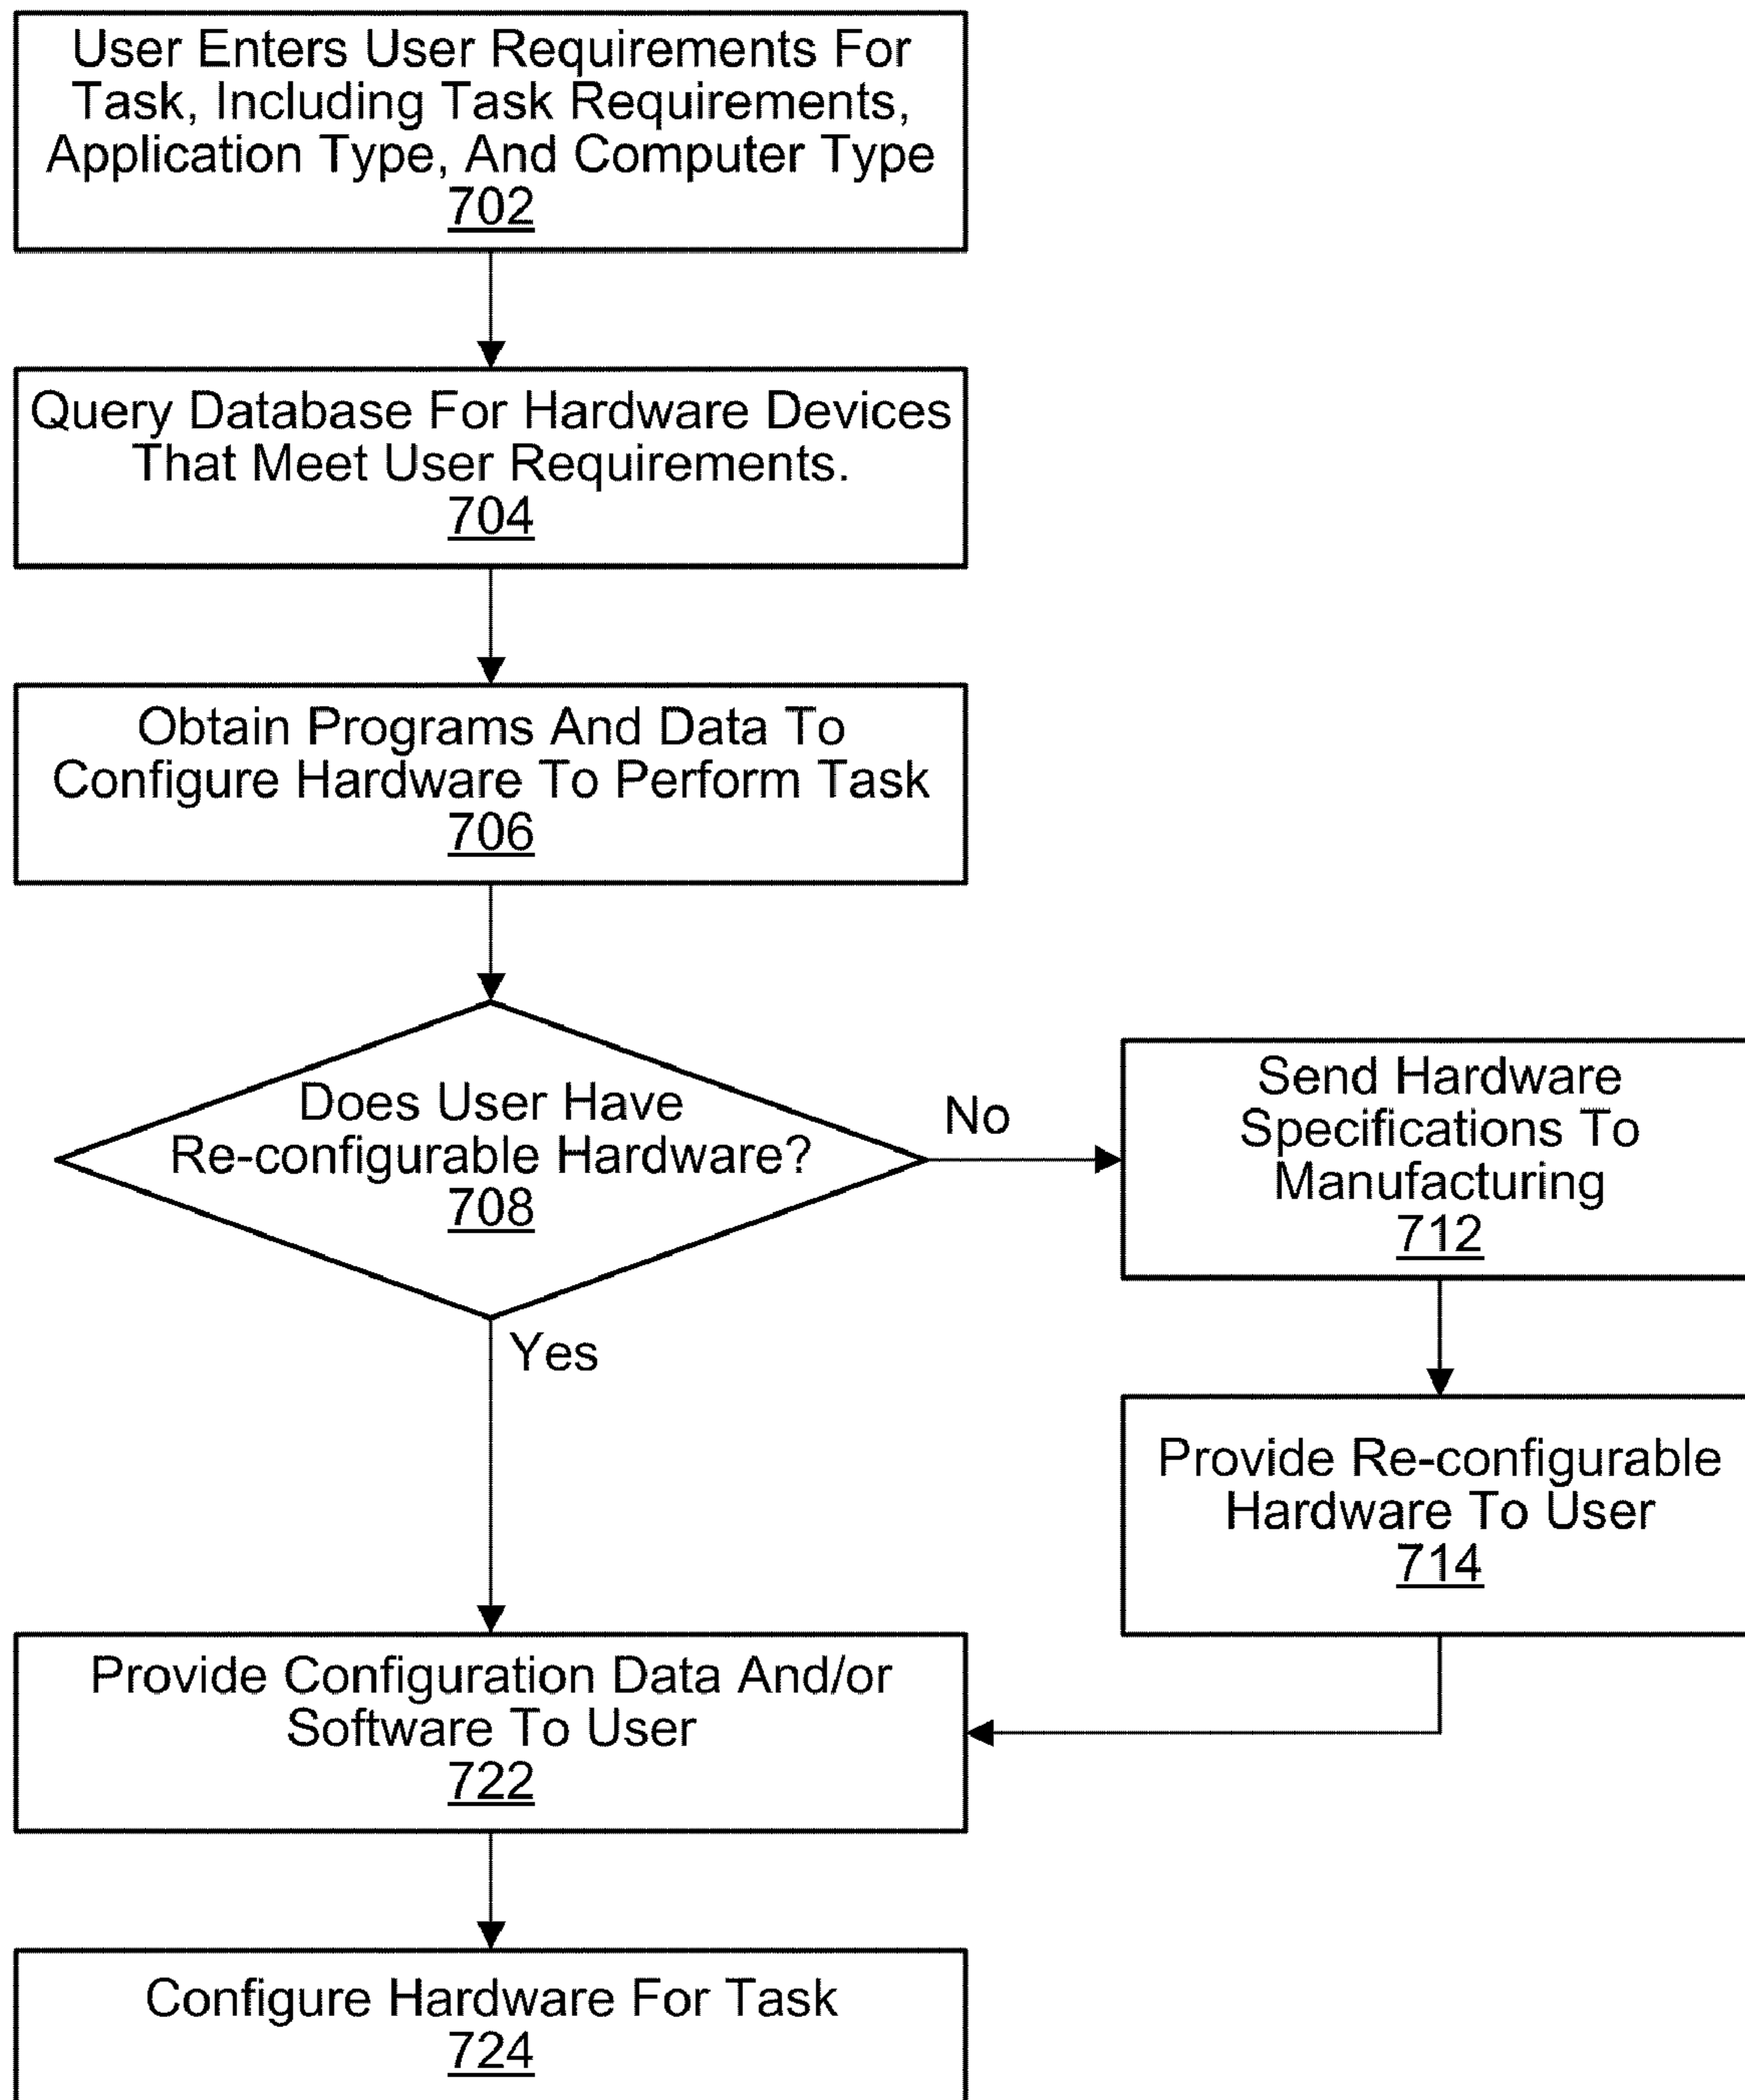 User Enters User Requirements For
Task, Including Task Requirements,
Application Type, And Computer Type
702
Query Database For Hardware Devices
That Meet User Requirements.
704
Obtain Programs And Data To
Configure Hardware To Perform Task
706
Does User Have
Re-configurable Hardware?
708
No
Send Hardware
Specifications To
Manufacturing
712
Yes
Provide Re-configurable
Hardware To User
714
Provide Configuration Data And/or
Software To User
722
Configure Hardware For Task
724